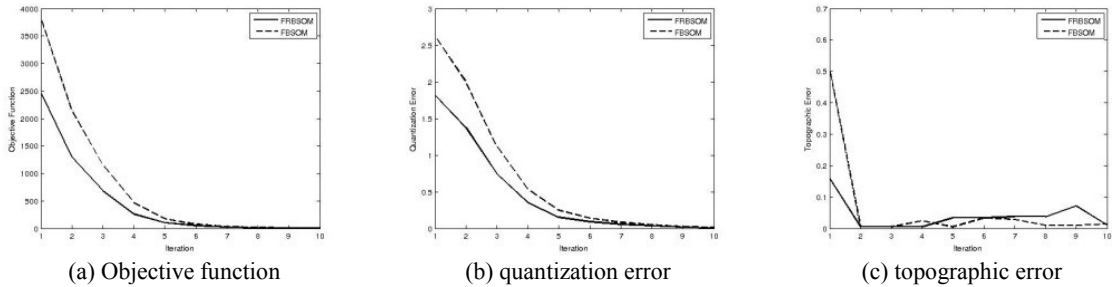 4000
3500
3000
2500
2000
1500
1000
500
0
Objective Function
1 2 3 4 5 6 7 8 9 10
Iteration
FRBSOM
FBSOM
(a) Objective function
3
2.5
2
1.5
1
0.5
0
Quantization Error
1 2 3 4 5 6 7 8 9 10
Iteration
FRBSOM
FBSOM
(b) quantization error
0.7
0.6
0.5
0.4
0.3
0.2
0.1
0
Topographic Error
1 2 3 4 5 6 7 8 9 10
Iteration
FRBSOM
FBSOM
(c) topographic error